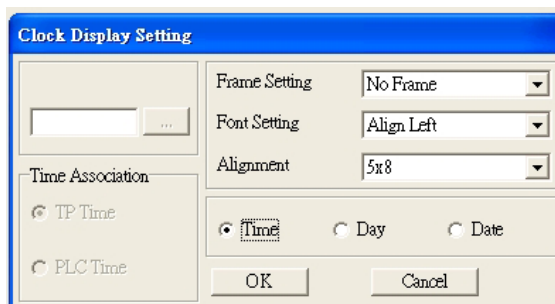 Clock Display Setting
...
Time Association
TP Time
PLC Time
Frame Setting No Frame
Font Setting Align Left
Alignment 5x8
Time Day Date
OK Cancel